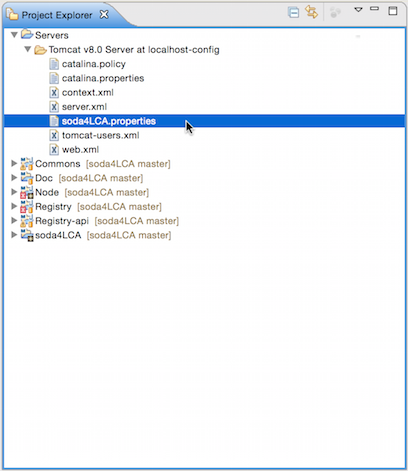 Project Explorer
Servers
Tomcat v8.0 Server at localhost-config
catalina.policy
catalina.properties
context.xml
server.xml
soda4LCA.properties
tomcat-users.xml
web.xml
Commons [soda4LCA master]
Doc [soda4LCA master]
Node [soda4LCA master]
Registry [soda4LCA master]
Registry-api [soda4LCA master]
soda4LCA [soda4LCA master]